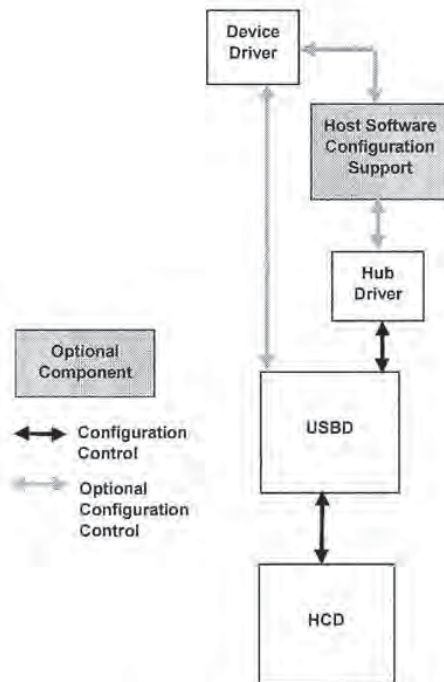 Device
Driver
Host Software
Configuration
Support
Hub
Driver
Optional
Component
USBD
Configuration
Control
Optional
Configuration
Control
HCD